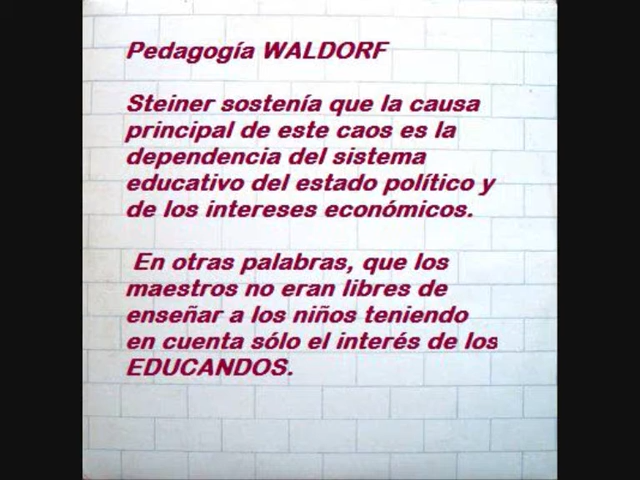 Pedagogía WALDORF
Steiner sostenía que la causa
principal de este caos es la
dependencia del sistema
educativo del estado político y
de los intereses económicos.
En otras palabras, que los
maestros no eran libres de
enseñar a los niños teniendo
en cuenta sólo el interés de los
EDUCANDOS.